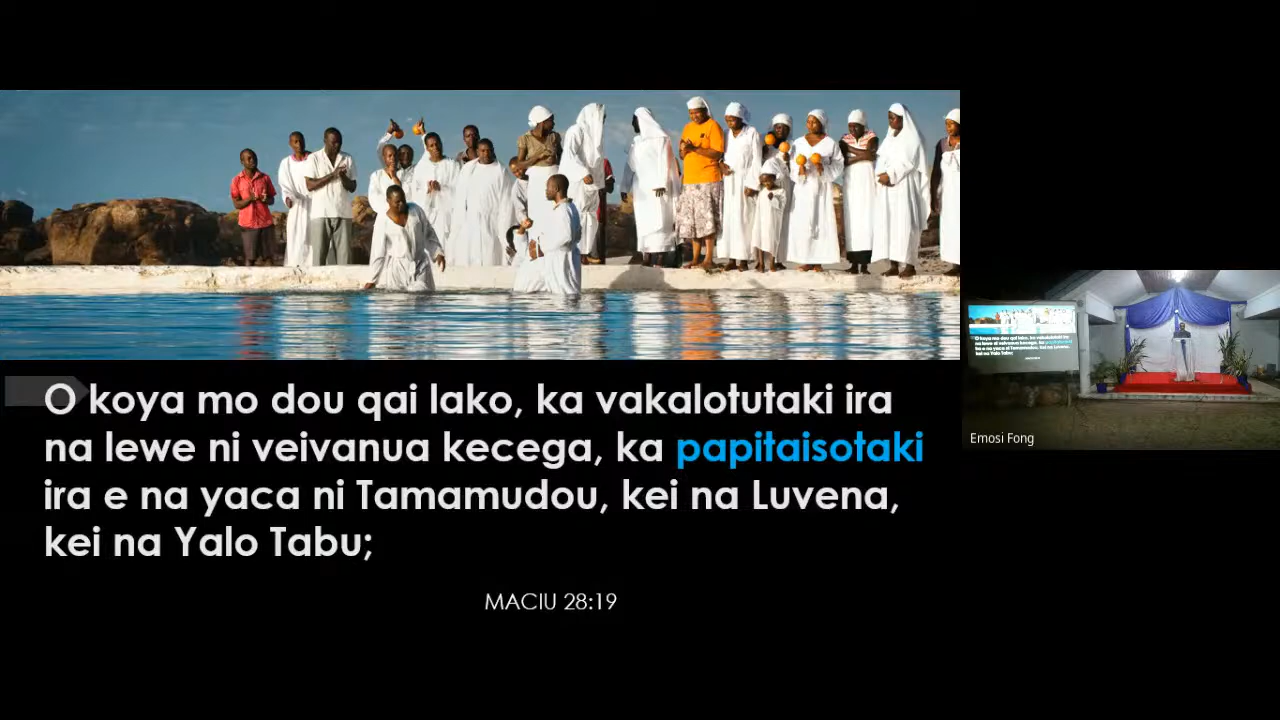 O koya mo dou qai lako, ka vakalotutaki ira
na lewe ni veivanua kecega, ka papitaisotaki
ira e na yaca ni Tamamudou, kei na Luvena,
kei na Yalo Tabu;
MACIU 28:19
Emosi Fong